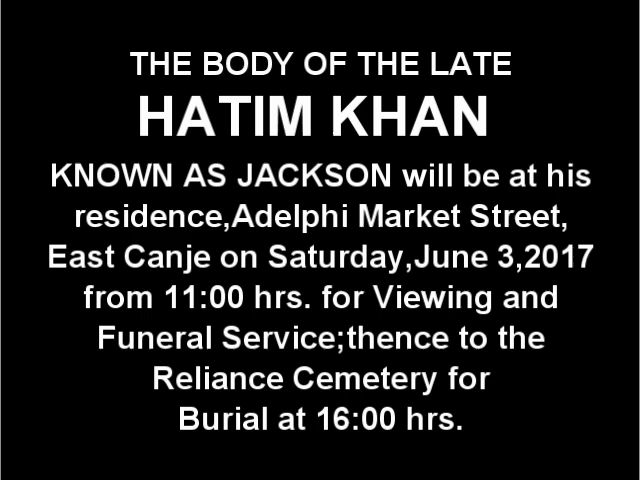 THE BODY OF THE LATE
HATIM KHAN
KNOWN AS JACKSON will be at his
residence,Adelphi Market Street,
East Canje on Saturday,June 3,2017
from 11:00 hrs. for Viewing and
Funeral Service;thence to the
Reliance Cemetery for
Burial at 16:00 hrs.